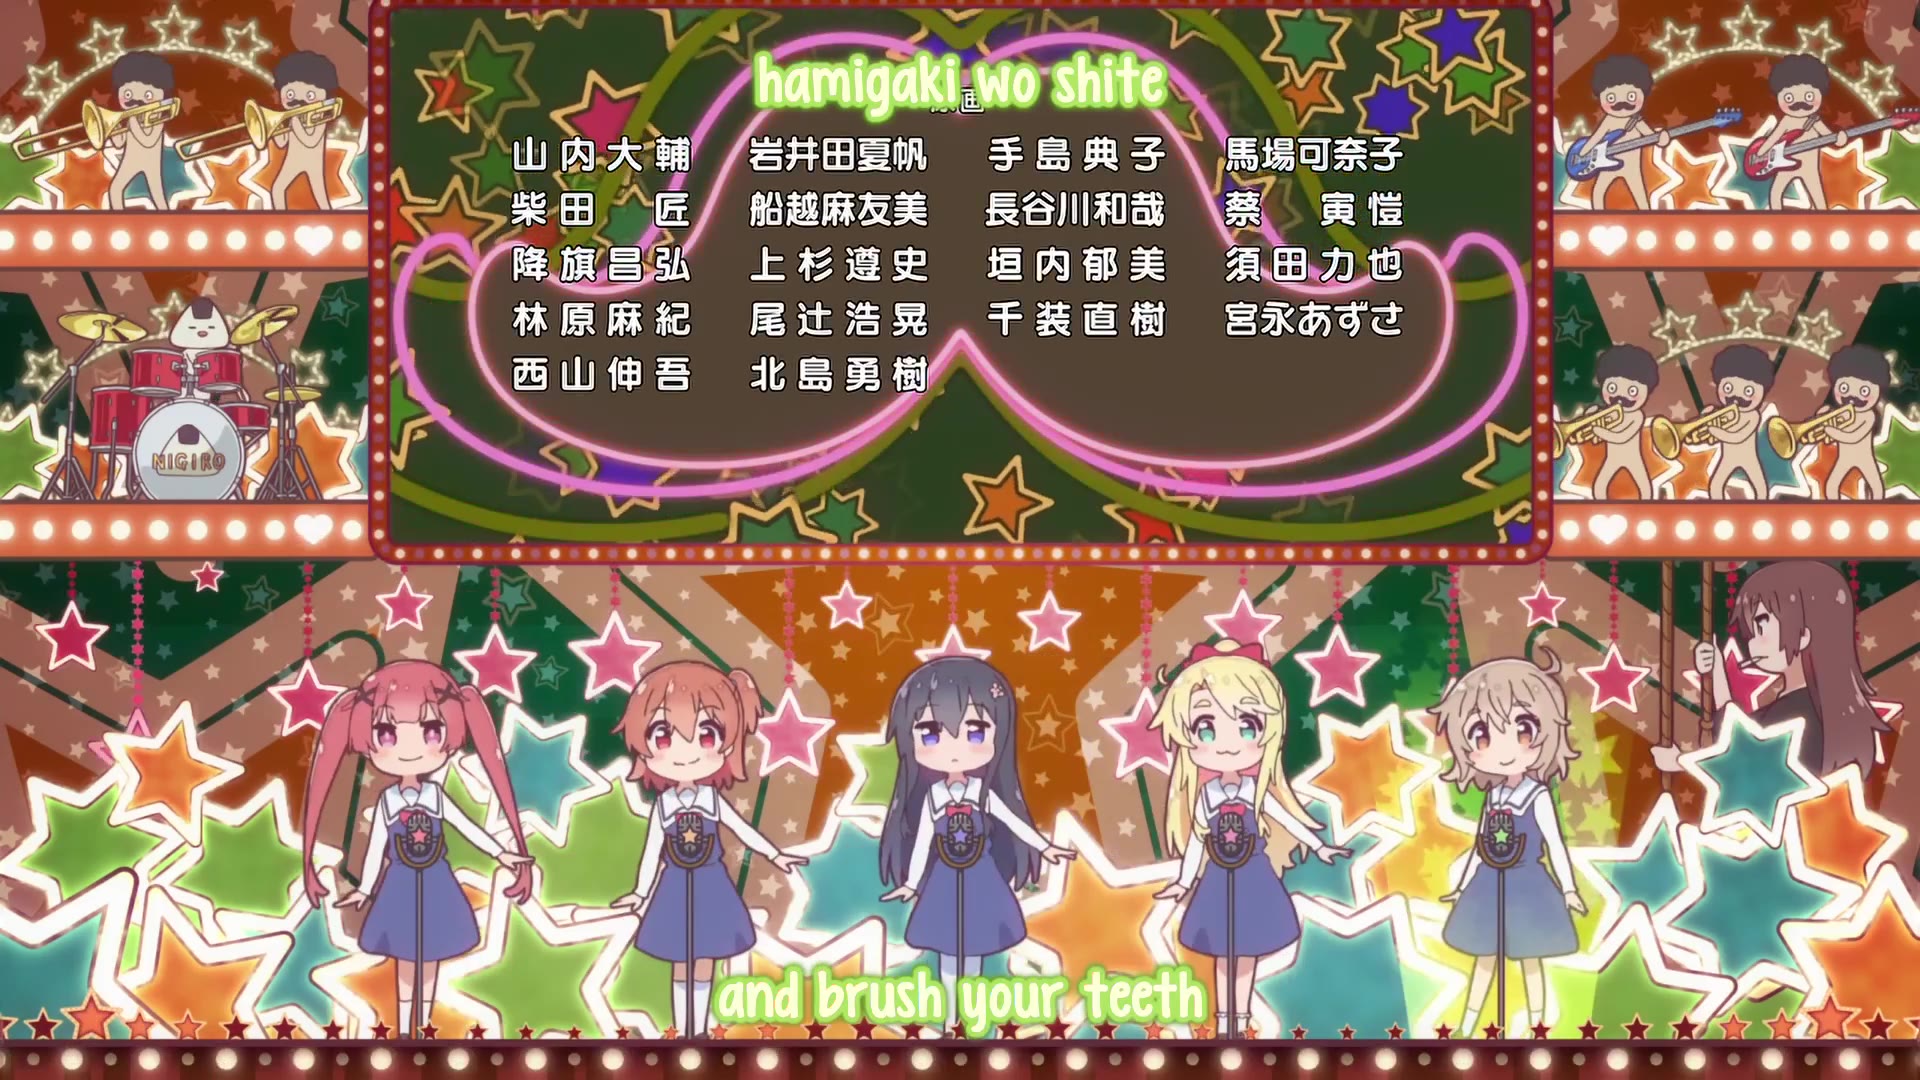 hamigaki wo shite
原画
山内大輔 岩井田夏帆 手島典子 馬場可奈子
柴田 匠 船越麻友美 長谷川和哉 蔡 寅愷
降旗昌弘 上杉遵史 垣内郁美 須田力也
林原麻紀 尾辻浩晃 千装直樹 宮永あずさ
西山伸吾 北島勇樹
NIGIRO
and brush your teeth